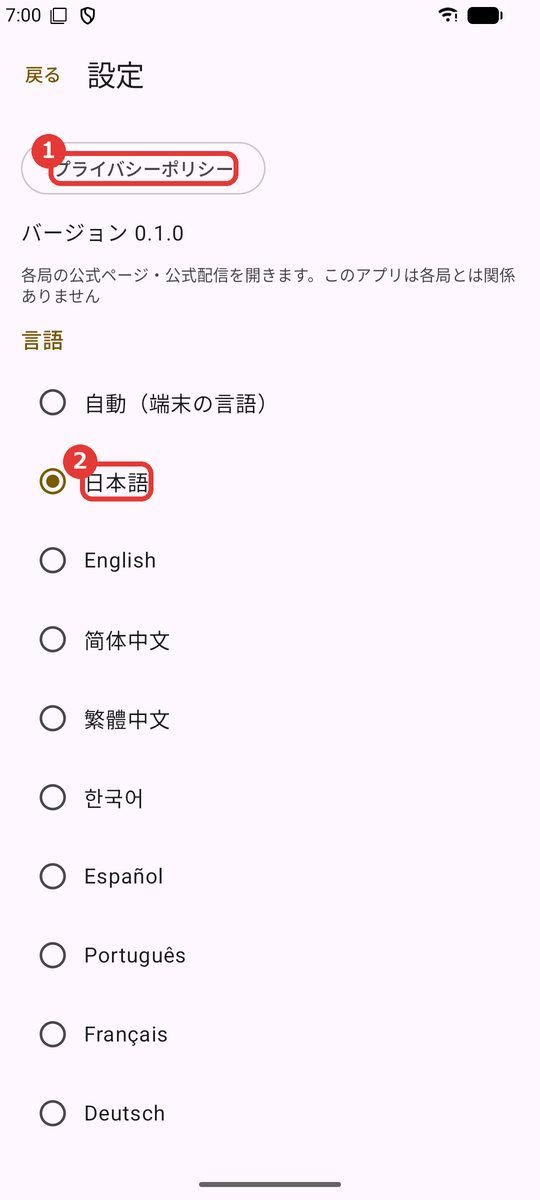 7:00
戻る 設定
1
プライバシーポリシー
バージョン 0.1.0
各局の公式ページ・公式配信を開きます。このアプリは各局とは関係
ありません
言語
自動（端末の言語）
2
日本語
English
简体中文
繁體中文
한국어
Español
Português
Français
Deutsch